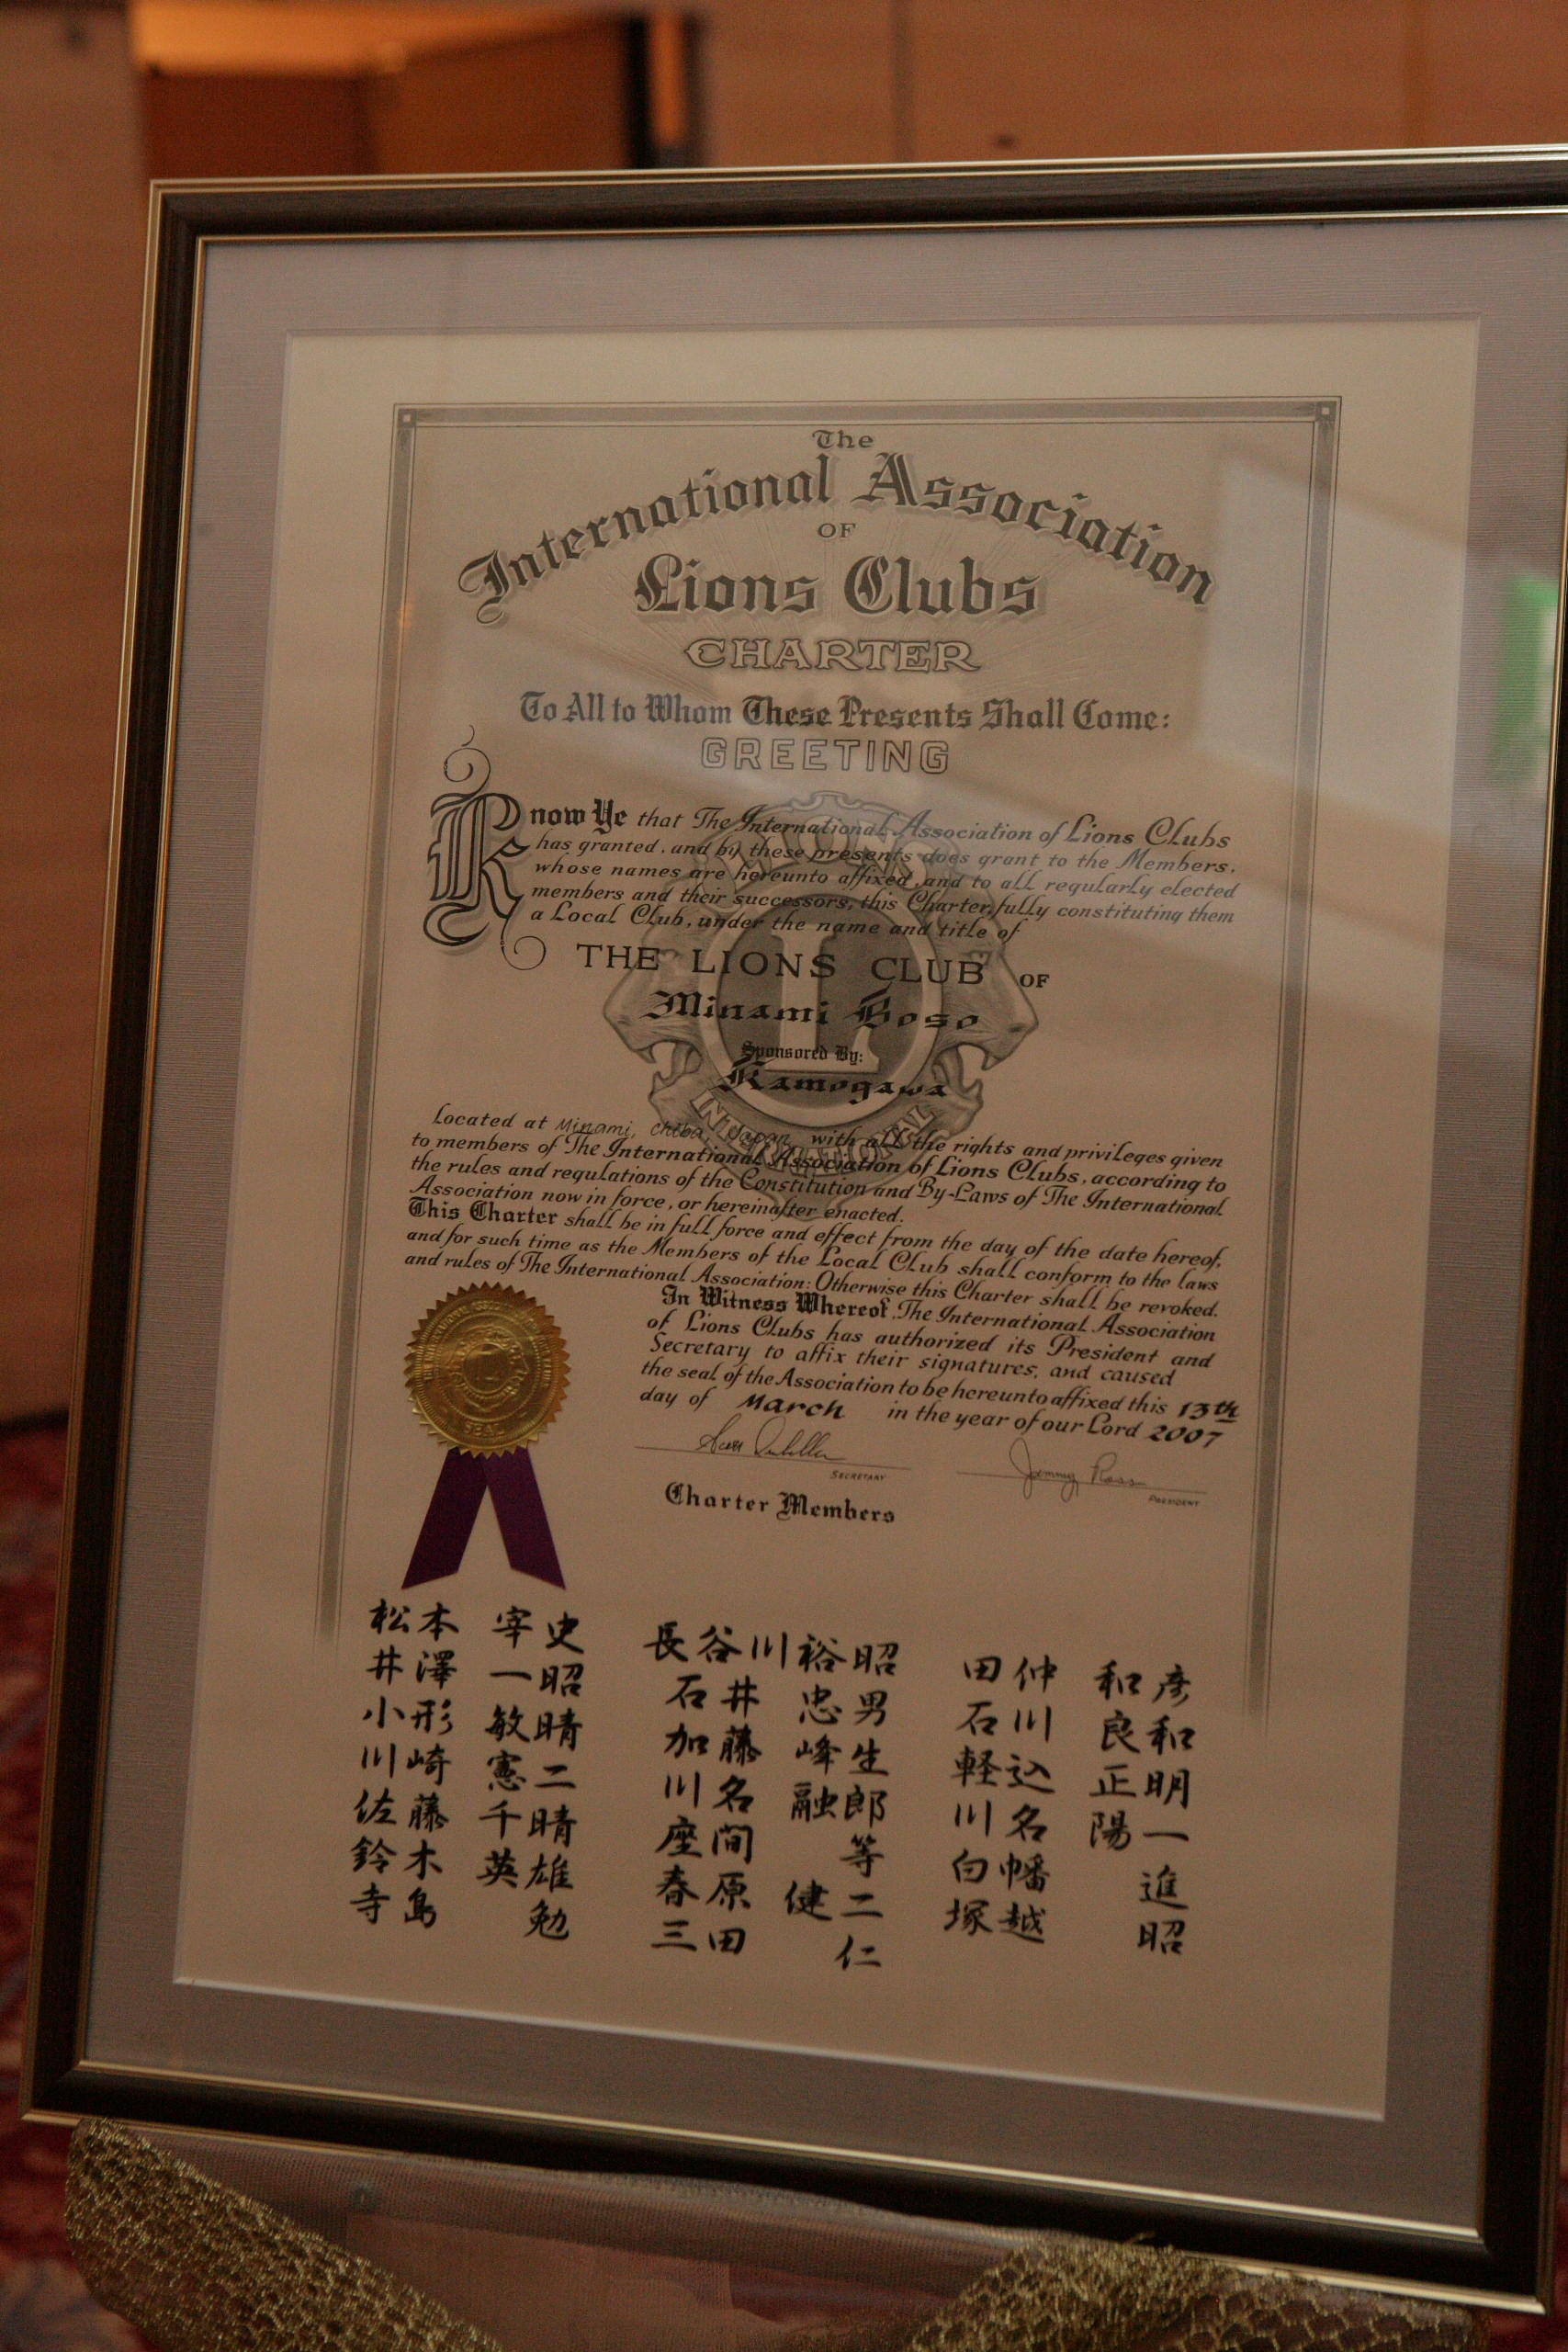 The
International Association
OF
Lions Clubs
CHARTER
To All to Whom These Presents Shall Come:
GREETING
Know Ye that The International Association of Lions Clubs
has granted, and by these presents does grant to the Members,
whose names are hereunto affixed, and to all regularly elected
members and their successors, this Charter, fully constituting them
a Local Club, under the name and title of
THE LIONS CLUB OF
Minami Boso
Sponsored By:
Kamogawa
Located at Minami, Chiba, Japan with all the rights and privileges given
to members of The International Association of Lions Clubs, according to
the rules and regulations of the Constitution and By-Laws of The International
Association now in force, or hereinafter enacted.
This Charter shall be in full force and effect from the day of the date hereof,
and for such time as the Members of the Local Club shall conform to the laws
and rules of The International Association: Otherwise this Charter shall be revoked.
In Witness Whereof, The International Association
of Lions Clubs has authorized its President and
Secretary to affix their signatures, and caused
the seal of the Association to be hereunto affixed this 13th
day of March in the year of our Lord 2007
SEAL
Jimmy Ross
SECRETARY
PRESIDENT
Charter Members
松本 宰史
井澤 一昭
小形 敏晴
川崎 憲二
佐藤 千晴
鈴木 英雄
寺島 勉
長谷川裕昭
石井 忠男
加藤 峰生
川名 融郎
座間 等
春原 健二
三田 仁
田仲 和彦
石川 良和
軽込 正明
川名 陽一
白幡 進
塚越 昭